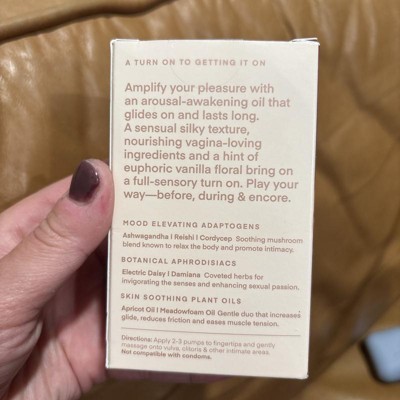 A TURN ON TO GETTING IT ON
Amplify your pleasure with
an arousal-awakening oil that
glides on and lasts long.
A sensual silky texture,
nourishing vagina-loving
ingredients and a hint of
euphoric vanilla floral bring on
a full-sensory turn on. Play your
way—before, during & encore.
MOOD ELEVATING ADAPTOGENS
Ashwagandha I Reishi I Cordycep Soothing mushroom
blend known to relax the body and promote intimacy.
BOTANICAL APHRODISIACS
Electric Daisy I Damiana Coveted herbs for
invigorating the senses and enhancing sexual passion.
SKIN SOOTHING PLANT OILS
Apricot Oil I Meadowfoam Oil Gentle duo that increases
glide, reduces friction and eases muscle tension.
Directions: Apply 2-3 pumps to fingertips and gently
massage onto vulva, clitoris & other intimate areas.
Not compatible with condoms.